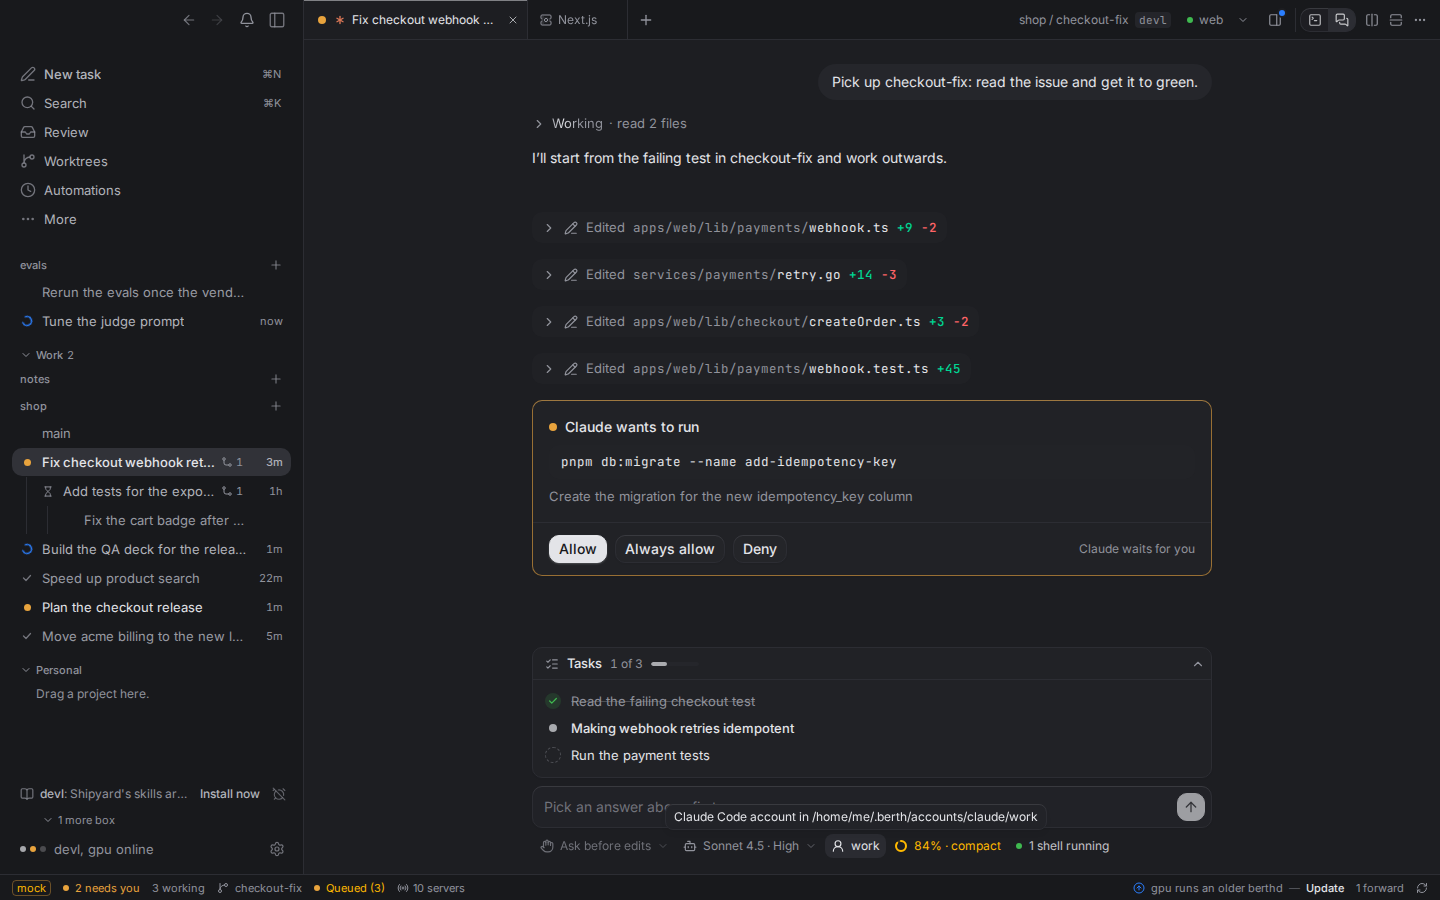 Fix checkout webhook ...
Next.js
shop / checkout-fix devl web
New task ⌘N
Search ⌘K
Review
Worktrees
Automations
More
evals
Rerun the evals once the vend...
Tune the judge prompt now
Work 2
notes
shop
main
Fix checkout webhook ret... 1 3m
Add tests for the expo... 1 1h
Fix the cart badge after ...
Build the QA deck for the relea... 1m
Speed up product search 22m
Plan the checkout release 1m
Move acme billing to the new l... 5m
Personal
Drag a project here.
devl: Shipyard's skills ar... Install now
1 more box
devl, gpu online
Pick up checkout-fix: read the issue and get it to green.
Working · read 2 files
I'll start from the failing test in checkout-fix and work outwards.
Edited apps/web/lib/payments/webhook.ts +9 -2
Edited services/payments/retry.go +14 -3
Edited apps/web/lib/checkout/createOrder.ts +3 -2
Edited apps/web/lib/payments/webhook.test.ts +45
Claude wants to run
pnpm db:migrate --name add-idempotency-key
Create the migration for the new idempotency_key column
Allow Always allow Deny Claude waits for you
Tasks 1 of 3
Read the failing checkout test
Making webhook retries idempotent
Run the payment tests
Pick an answer
Claude Code account in /home/me/.berth/accounts/claude/work
Ask before edits Sonnet 4.5 · High work 84% · compact 1 shell running
mock 2 needs you 3 working checkout-fix Queued (3) 10 servers
gpu runs an older berthd — Update 1 forward